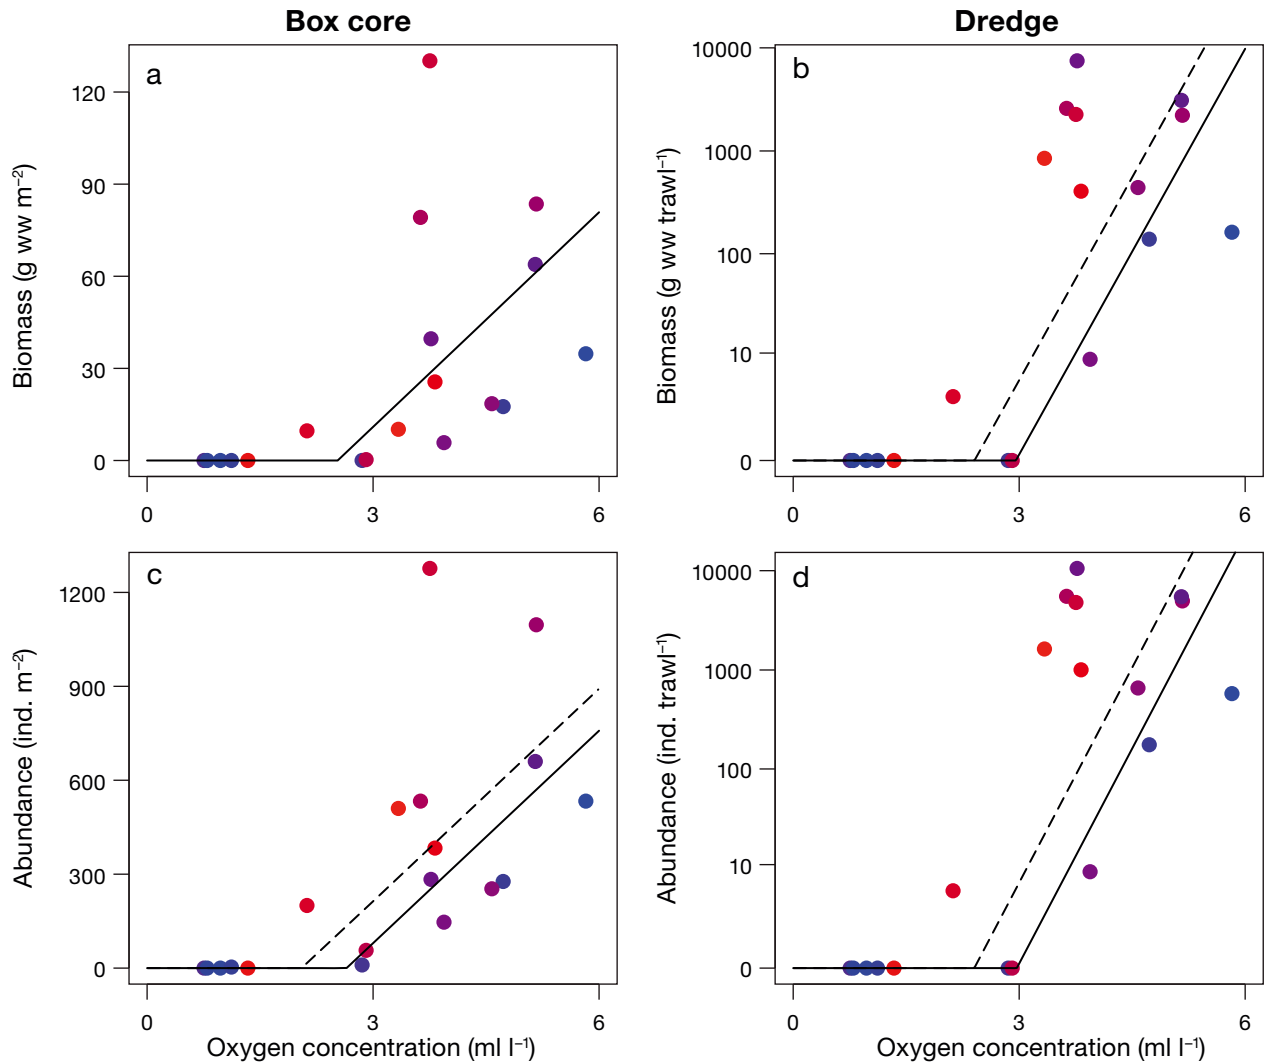 Box core
Dredge
a
Biomass (g ww m⁻²)
120
90
60
30
0
0
3
6
b
Biomass (g ww trawl⁻¹)
10000
1000
100
10
0
0
3
6
c
Abundance (ind. m⁻²)
1200
900
600
300
0
0
3
6
Oxygen concentration (ml l⁻¹)
d
Abundance (ind. trawl⁻¹)
10000
1000
100
10
0
0
3
6
Oxygen concentration (ml l⁻¹)